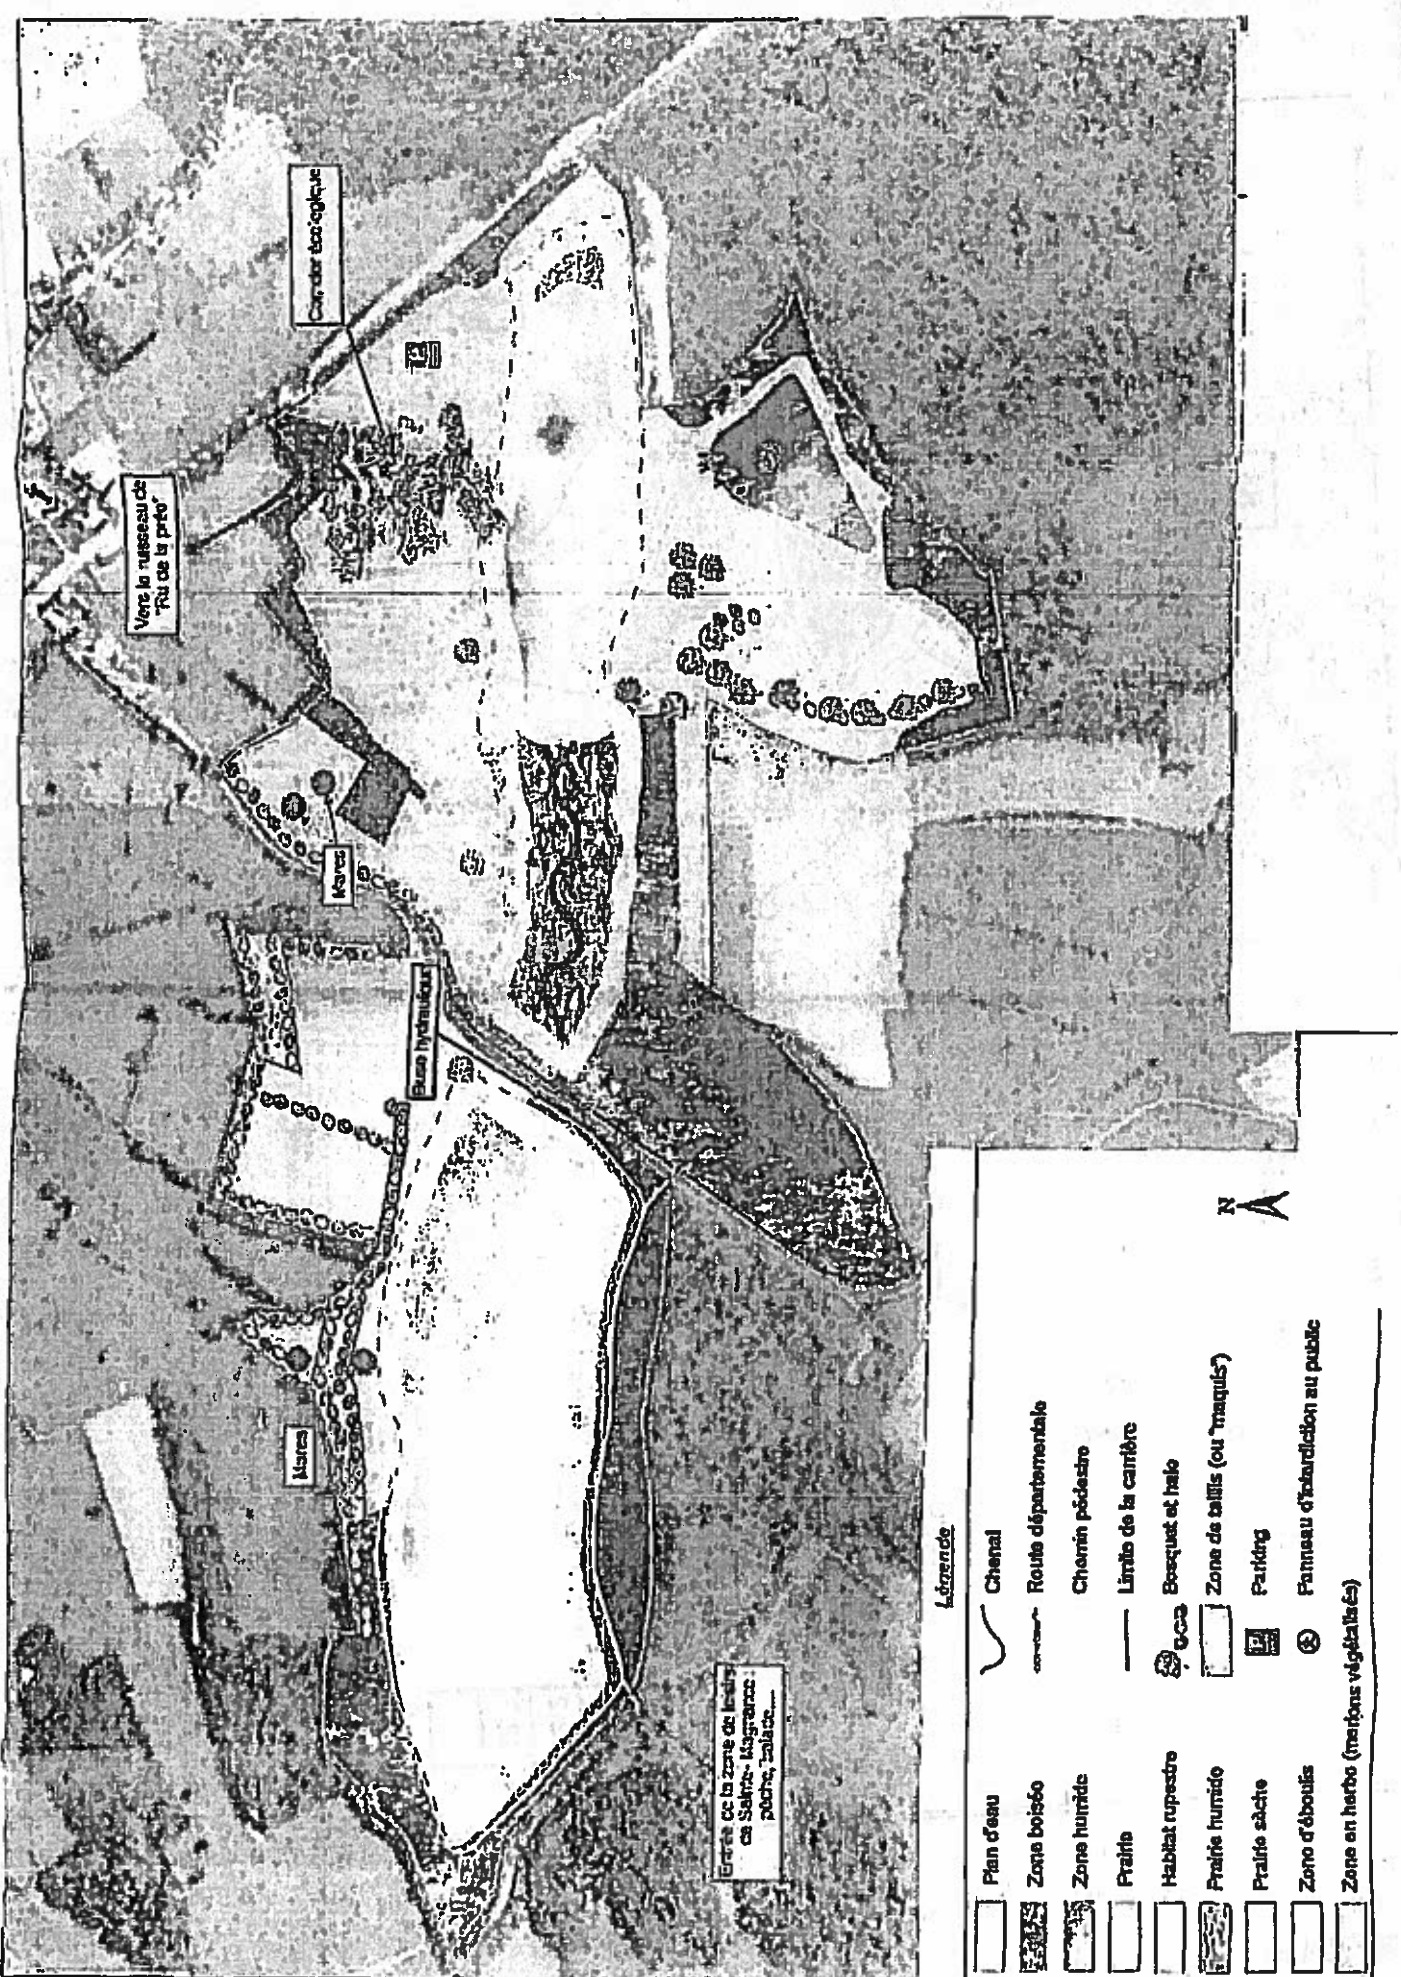 Corridor écologique
Vers le ruisseau de
"Ru de la prée"
Mares
Base hydraulique
Mares
Entrée de la zone de loisirs
de Sainte-Magnance :
pêche, balade....
Légende
Plan d'eau
Zone boisée
Zone humide
Prairie
Habitat rupestre
Prairie humide
Prairie sèche
Zone d'éboulis
Zone en herbe (merlons végétalisés)
Chenal
Route départementale
Chemin pédestre
Limite de la carrière
Bosquet et haie
Zone de taillis (ou "maquis")
Parking
Panneau d'interdiction au public
N